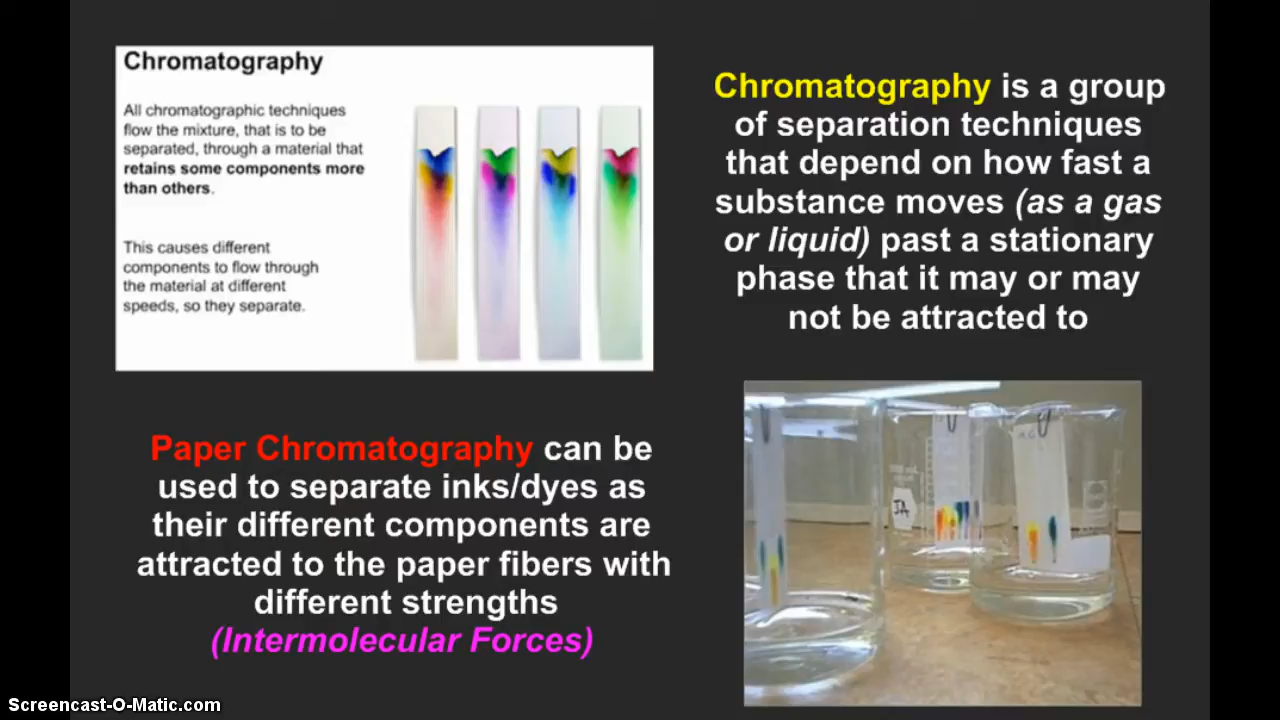 Chromatography
All chromatographic techniques
flow the mixture, that is to be
separated, through a material that
retains some components more
than others.
This causes different
components to flow through
the material at different
speeds, so they separate.
Chromatography is a group
of separation techniques
that depend on how fast a
substance moves (as a gas
or liquid) past a stationary
phase that it may or may
not be attracted to
Paper Chromatography can be
used to separate inks/dyes as
their different components are
attracted to the paper fibers with
different strengths
(Intermolecular Forces)
JA
Screencast-O-Matic.com